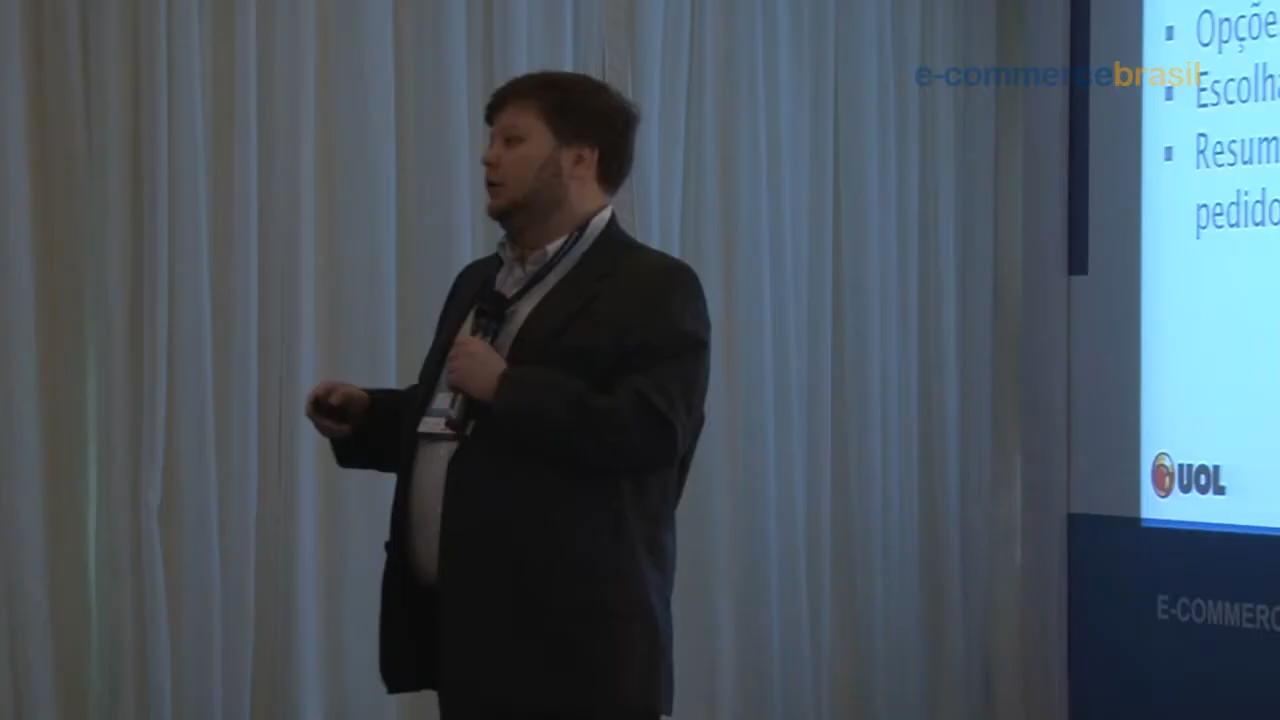 Opçõe
e-commercebrasil
Escolha
Resum
pedido
UOL
E-COMMERC